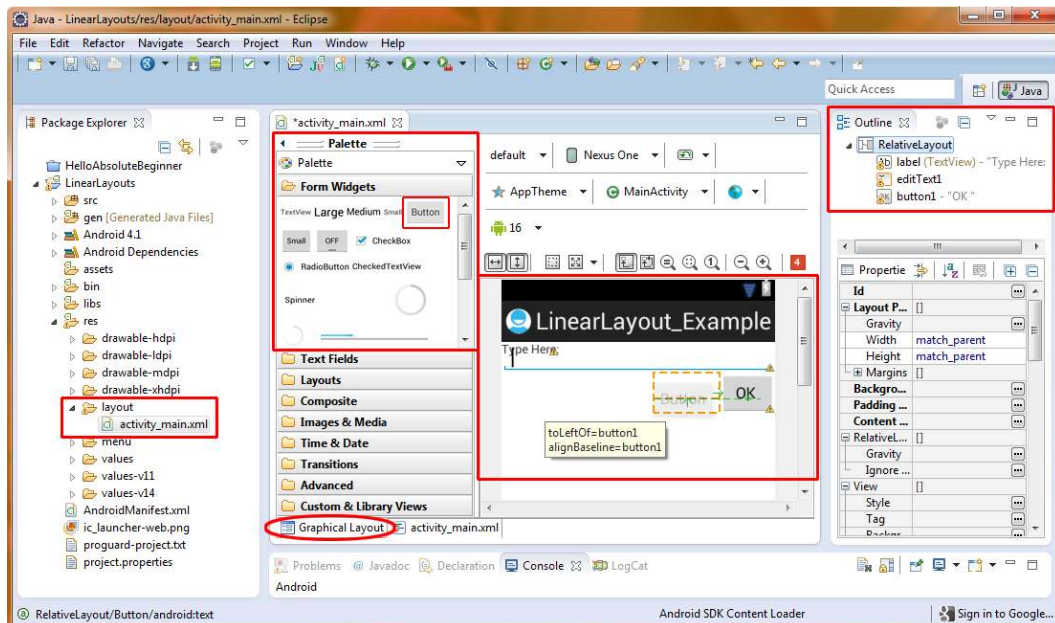 Java - LinearLayouts/res/layout/activity_main.xml - Eclipse
File Edit Refactor Navigate Search Project Run Window Help
Quick Access
Java
Package Explorer
HelloAbsoluteBeginner
LinearLayouts
src
gen [Generated Java Files]
Android 4.1
Android Dependencies
assets
bin
libs
res
drawable-hdpi
drawable-ldpi
drawable-mdpi
drawable-xhdpi
layout
activity_main.xml
menu
values
values-v11
values-v14
AndroidManifest.xml
ic_launcher-web.png
proguard-project.txt
project.properties
*activity_main.xml
Palette
Palette
Form Widgets
TextView Large Medium Small Button
Small OFF CheckBox
RadioButton CheckedTextView
Spinner
Text Fields
Layouts
Composite
Images & Media
Time & Date
Transitions
Advanced
Custom & Library Views
Graphical Layout activity_main.xml
default Nexus One
AppTheme MainActivity
16
4
LinearLayout_Example
Type Here:
Button OK
toLeftOf=button1
alignBaseline=button1
Outline
RelativeLayout
label (TextView) - "Type Here:
editText1
button1 - "OK "
Propertie
Id
Layout P... []
Gravity
Width match_parent
Height match_parent
Margins []
Backgro...
Padding ...
Content ...
RelativeL... []
Gravity
Ignore ...
View []
Style
Tag
Problems @ Javadoc Declaration Console LogCat
Android
RelativeLayout/Button/android:text
Android SDK Content Loader
Sign in to Google...